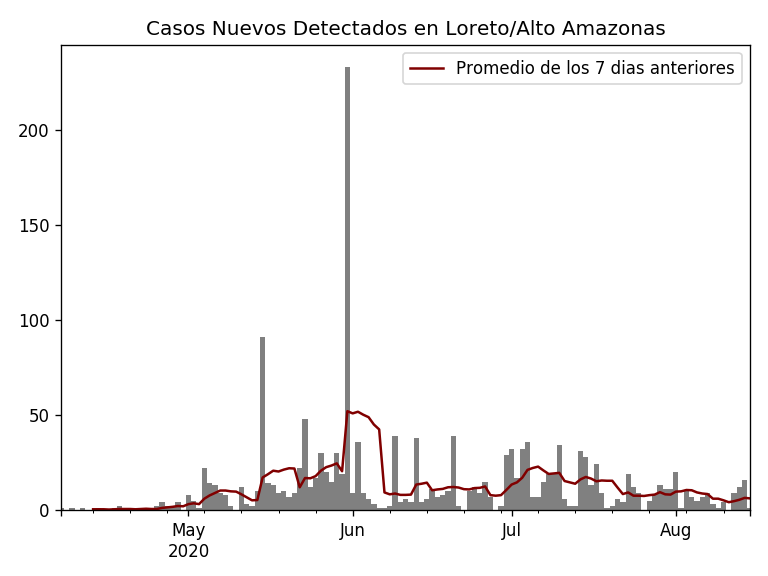 Casos Nuevos Detectados en Loreto/Alto Amazonas
Promedio de los 7 dias anteriores
200
150
100
50
0
May Jun Jul Aug
2020